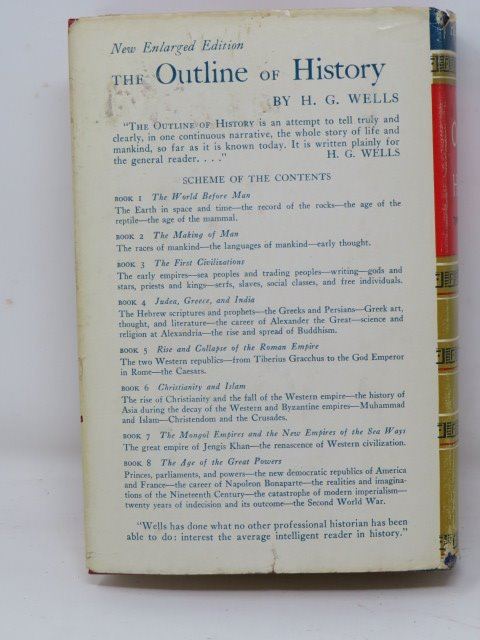 New Enlarged Edition
THE Outline OF History
BY H. G. WELLS
"THE OUTLINE OF HISTORY is an attempt to tell truly and
clearly, in one continuous narrative, the whole story of life and
mankind, so far as it is known today. It is written plainly for
the general reader. . . ." H. G. WELLS
SCHEME OF THE CONTENTS
BOOK 1 The World Before Man
The Earth in space and time—the record of the rocks—the age of the
reptile—the age of the mammal.
BOOK 2 The Making of Man
The races of mankind—the languages of mankind—early thought.
BOOK 3 The First Civilizations
The early empires—sea peoples and trading peoples—writing—gods and
stars, priests and kings—serfs, slaves, social classes, and free individuals.
BOOK 4 Judea, Greece, and India
The Hebrew scriptures and prophets—the Greeks and Persians—Greek art,
thought, and literature—the career of Alexander the Great—science and
religion at Alexandria—the rise and spread of Buddhism.
BOOK 5 Rise and Collapse of the Roman Empire
The two Western republics—from Tiberius Gracchus to the God Emperor
in Rome—the Caesars.
BOOK 6 Christianity and Islam
The rise of Christianity and the fall of the Western empire—the history of
Asia during the decay of the Western and Byzantine empires—Muhammad
and Islam—Christendom and the Crusades.
BOOK 7 The Mongol Empires and the New Empires of the Sea Ways
The great empire of Jengis Khan—the renascence of Western civilization.
BOOK 8 The Age of the Great Powers
Princes, parliaments, and powers—the new democratic republics of America
and France—the career of Napoleon Bonaparte—the realities and imagina-
tions of the Nineteenth Century—the catastrophe of modern imperialism—
twenty years of indecision and its outcome—the Second World War.
"Wells has done what no other professional historian has been
able to do: interest the average intelligent reader in history."